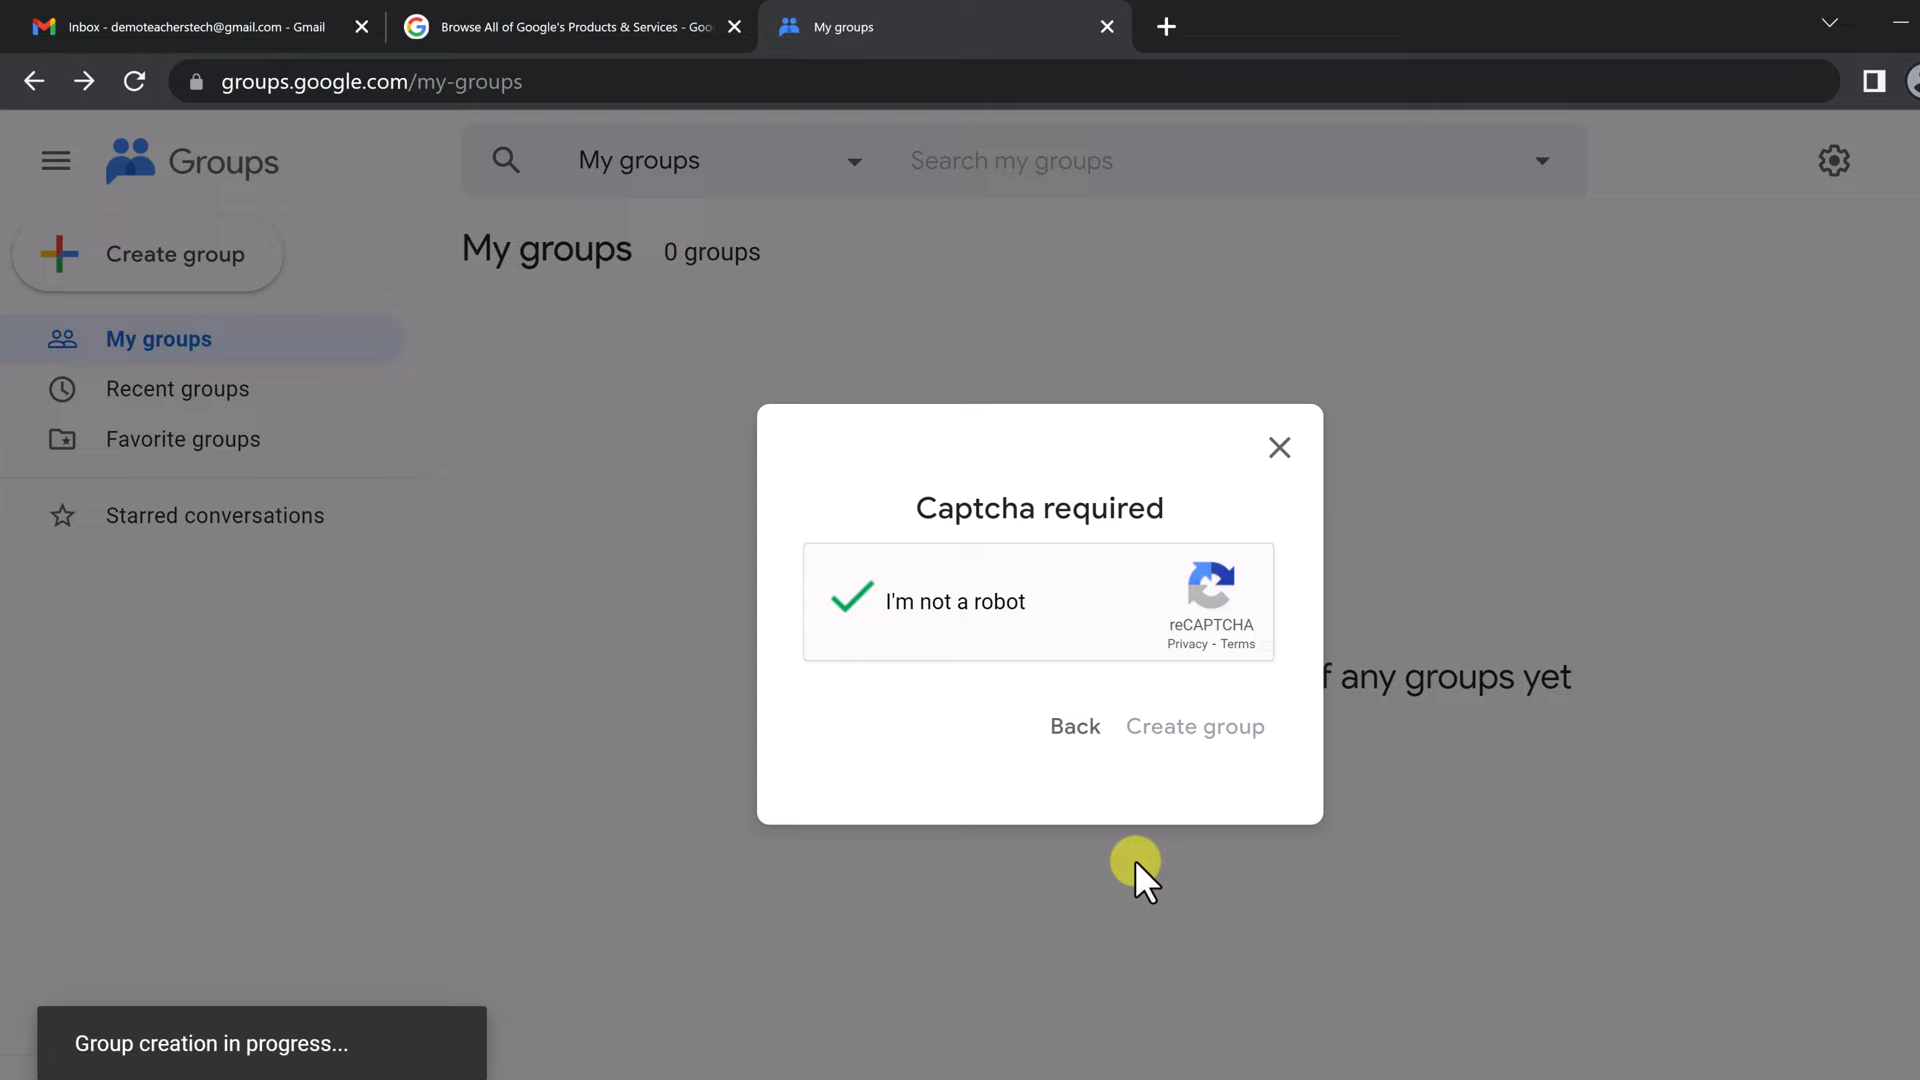 Inbox - demoteacherstech@gmail.com - Gmail
Browse All of Google's Products & Services - Goo
My groups
groups.google.com/my-groups
Groups
My groups
Search my groups
Create group
My groups 0 groups
My groups
Recent groups
Favorite groups
Starred conversations
Captcha required
I'm not a robot
reCAPTCHA
Privacy - Terms
f any groups yet
Back Create group
Group creation in progress...